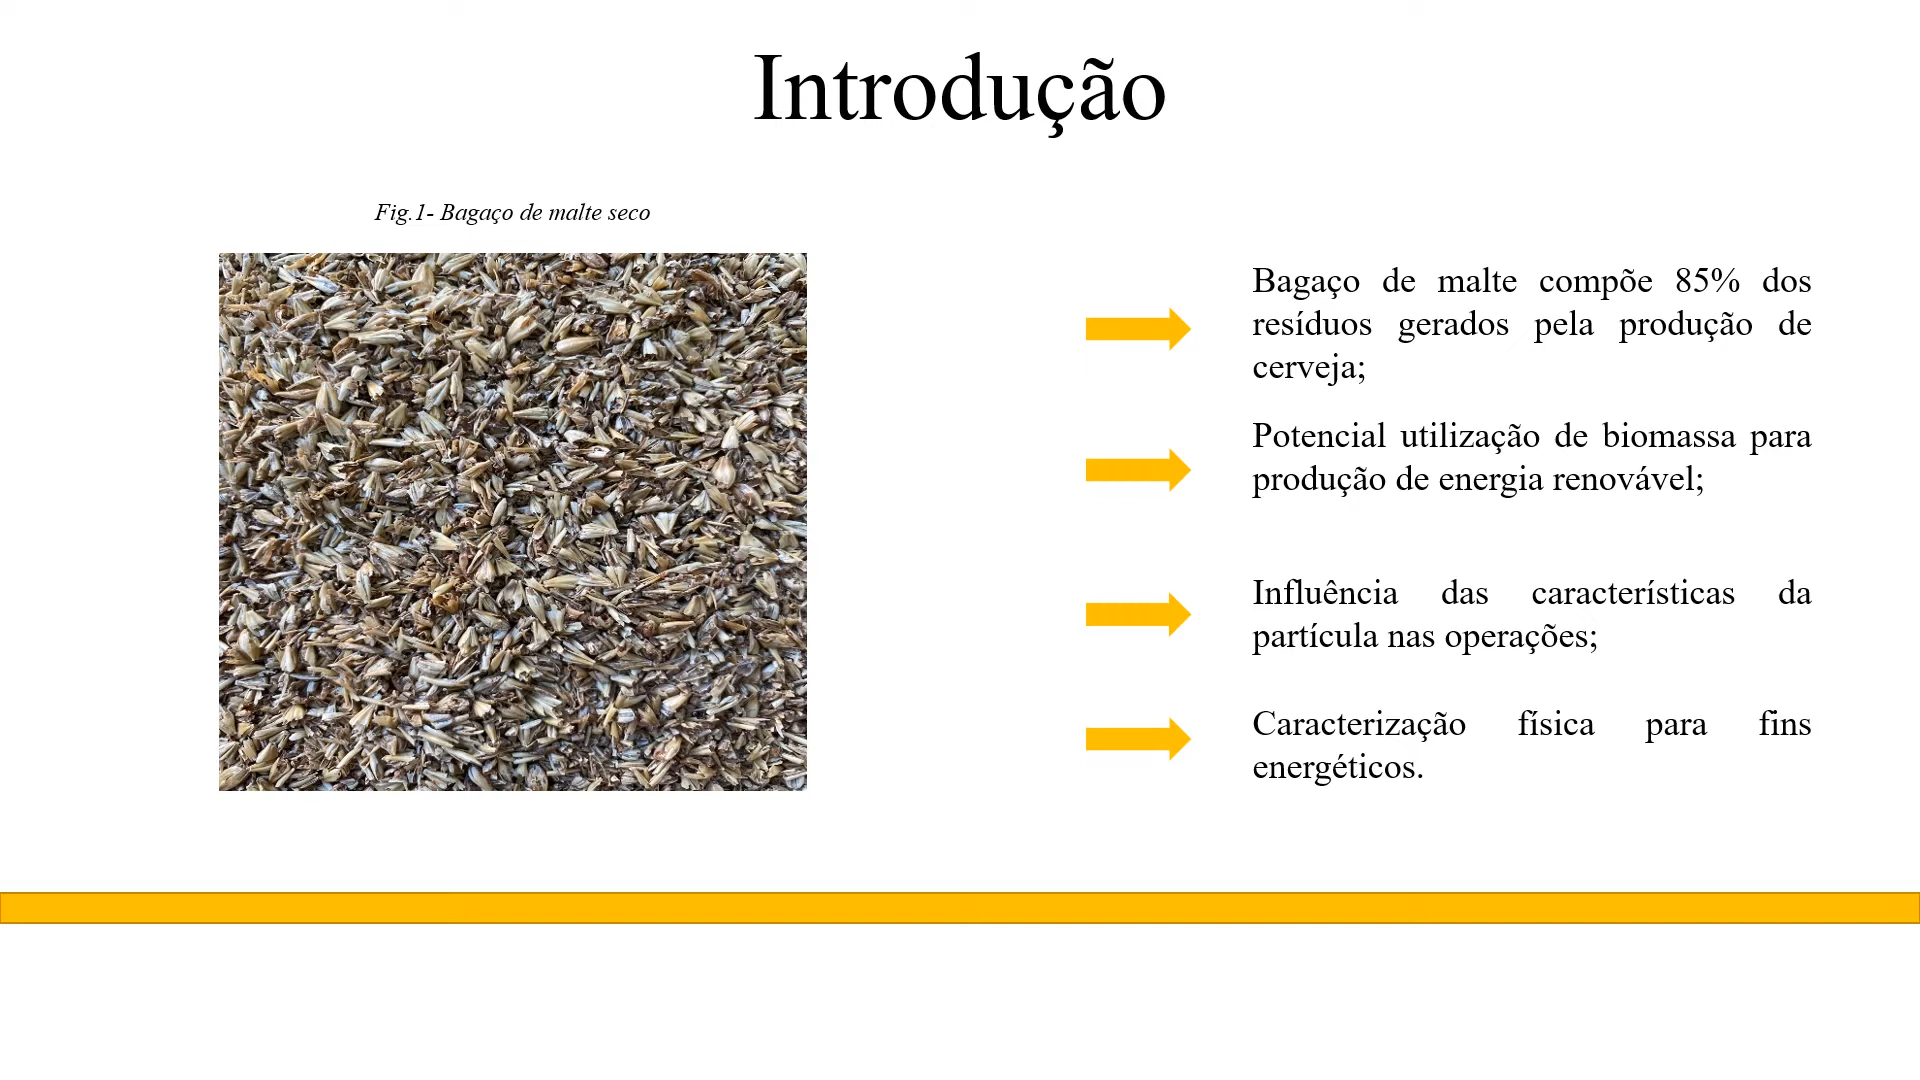 Introdução
Fig.1- Bagaço de malte seco
Bagaço de malte compõe 85% dos
resíduos gerados pela produção de
cerveja;
Potencial utilização de biomassa para
produção de energia renovável;
Influência das características da
partícula nas operações;
Caracterização física para fins
energéticos.